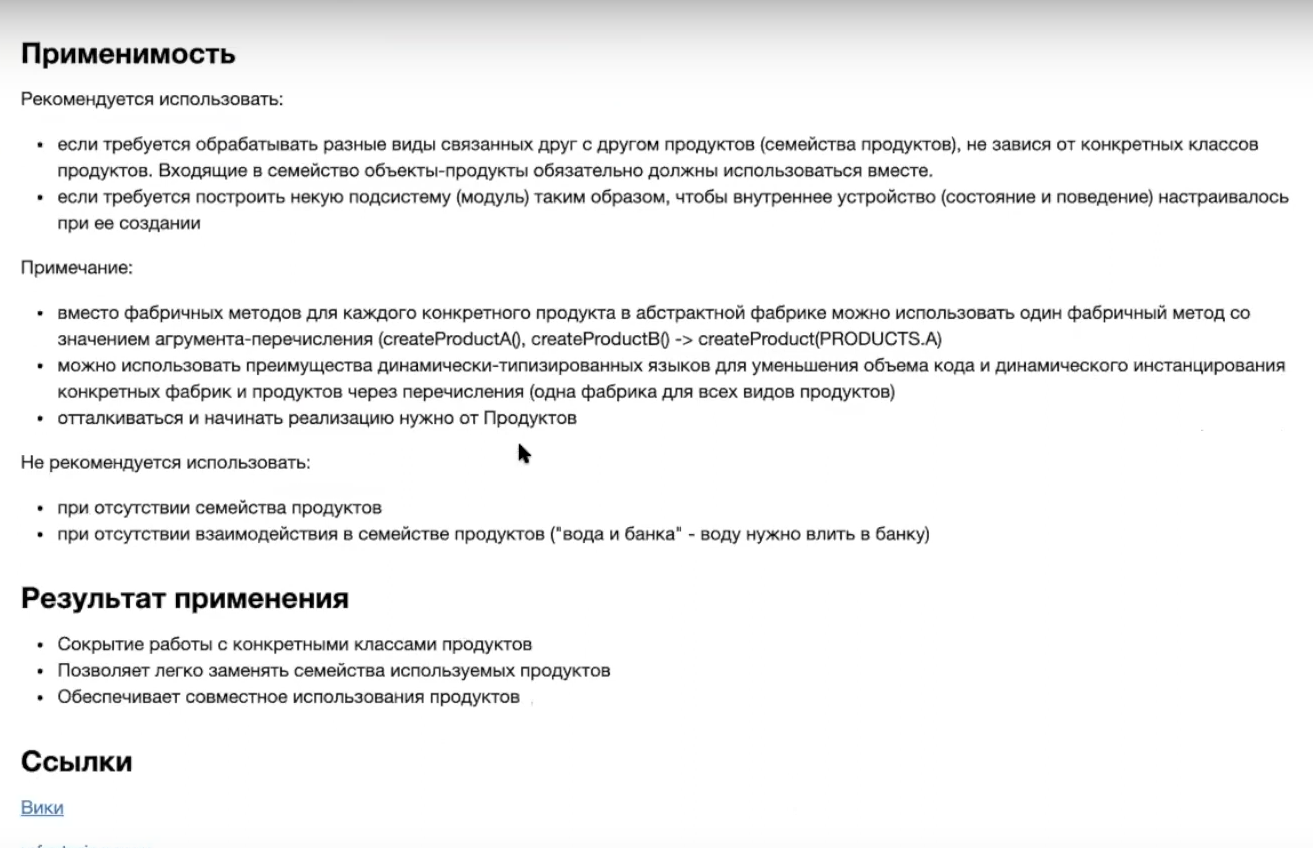 Применимость
Рекомендуется использовать:
• если требуется обрабатывать разные виды связанных друг с другом продуктов (семейства продуктов), не завися от конкретных классов
продуктов. Входящие в семейство объекты-продукты обязательно должны использоваться вместе.
• если требуется построить некую подсистему (модуль) таким образом, чтобы внутреннее устройство (состояние и поведение) настраивалось
при ее создании
Примечание:
• вместо фабричных методов для каждого конкретного продукта в абстрактной фабрике можно использовать один фабричный метод со
значением агрумента-перечисления (createProductA(), createProductB() -> createProduct(PRODUCTS.A)
• можно использовать преимущества динамически-типизированных языков для уменьшения объема кода и динамического инстанцирования
конкретных фабрик и продуктов через перечисления (одна фабрика для всех видов продуктов)
• отталкиваться и начинать реализацию нужно от Продуктов
Не рекомендуется использовать:
• при отсутствии семейства продуктов
• при отсутствии взаимодействия в семействе продуктов ("вода и банка" - воду нужно влить в банку)
Результат применения
• Сокрытие работы с конкретными классами продуктов
• Позволяет легко заменять семейства используемых продуктов
• Обеспечивает совместное использования продуктов
Ссылки
Вики